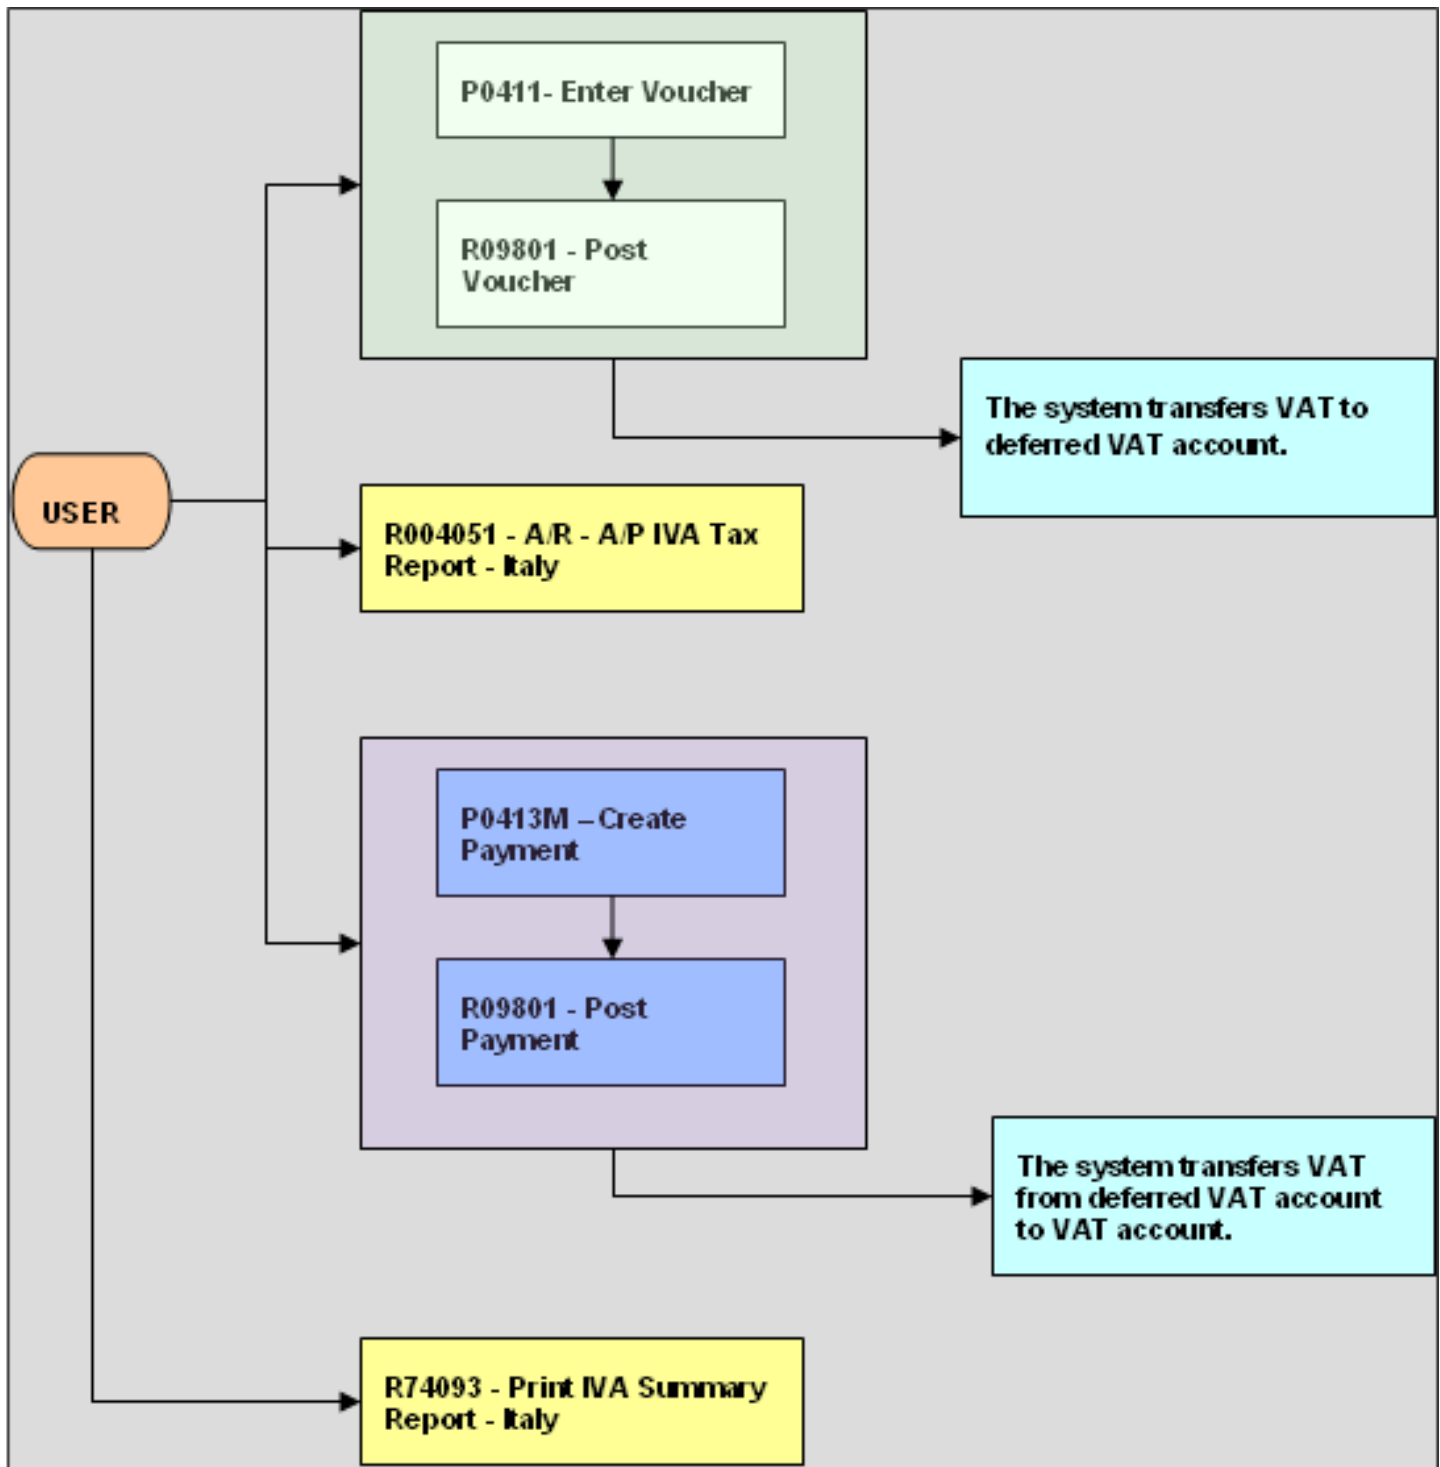 P0411- Enter Voucher
R09801 - Post
Voucher
The system transfers VAT to
deferred VAT account.
USER
R004051 - A/R - A/P IVA Tax
Report - Italy
P0413M – Create
Payment
R09801 - Post
Payment
The system transfers VAT
from deferred VAT account
to VAT account.
R74093 - Print IVA Summary
Report - Italy